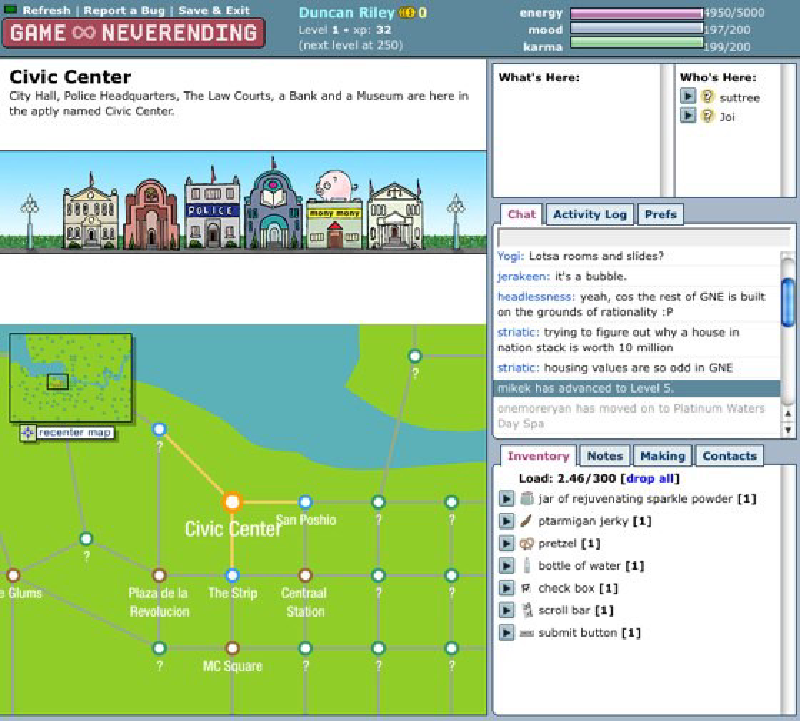 Refresh | Report a Bug | Save & Exit
GAME ∞ NEVERENDING
Duncan Riley 0
Level 1 • xp: 32
(next level at 250)
energy 4950/5000
mood 197/200
karma 199/200
Civic Center
City Hall, Police Headquarters, The Law Courts, a Bank and a Museum are here in
the aptly named Civic Center.
POLICE
mony mony
What's Here:
Who's Here:
suttree
Joi
Chat
Activity Log
Prefs
Yogi: Lotsa rooms and slides?
jerakeen: it's a bubble.
headlessness: yeah, cos the rest of GNE is built
on the grounds of rationality :P
striatic: trying to figure out why a house in
nation stack is worth 10 million
striatic: housing values are so odd in GNE
mikek has advanced to Level 5.
onemoreryan has moved on to Platinum Waters
Day Spa
recenter map
?
?
Civic Center
San Poshio
?
?
?
e Glums
Plaza de la
Revolucion
The Strip
Centraal
Station
?
?
?
MC Square
?
?
?
Inventory
Notes
Making
Contacts
Load: 2.46/300 [drop all]
jar of rejuvenating sparkle powder [1]
ptarmigan jerky [1]
pretzel [1]
bottle of water [1]
check box [1]
scroll bar [1]
submit button [1]